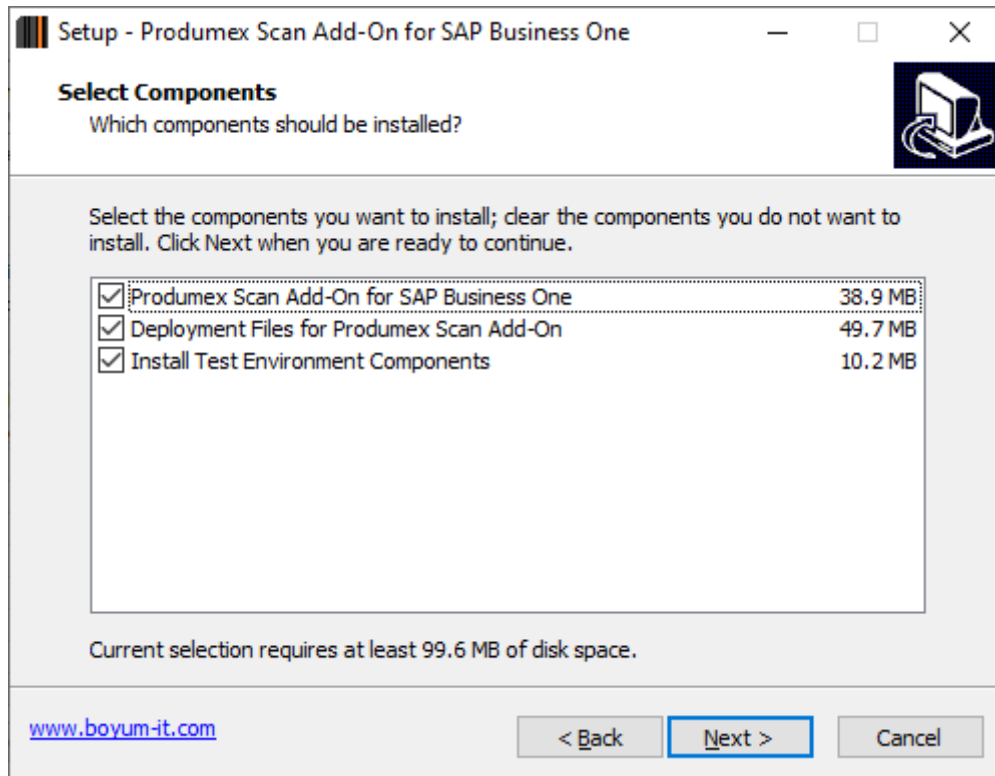 Setup - Produmex Scan Add-On for SAP Business One
Select Components
Which components should be installed?
Select the components you want to install; clear the components you do not want to
install. Click Next when you are ready to continue.
Produmex Scan Add-On for SAP Business One 38.9 MB
Deployment Files for Produmex Scan Add-On 49.7 MB
Install Test Environment Components 10.2 MB
Current selection requires at least 99.6 MB of disk space.
www.boyum-it.com < Back Next > Cancel